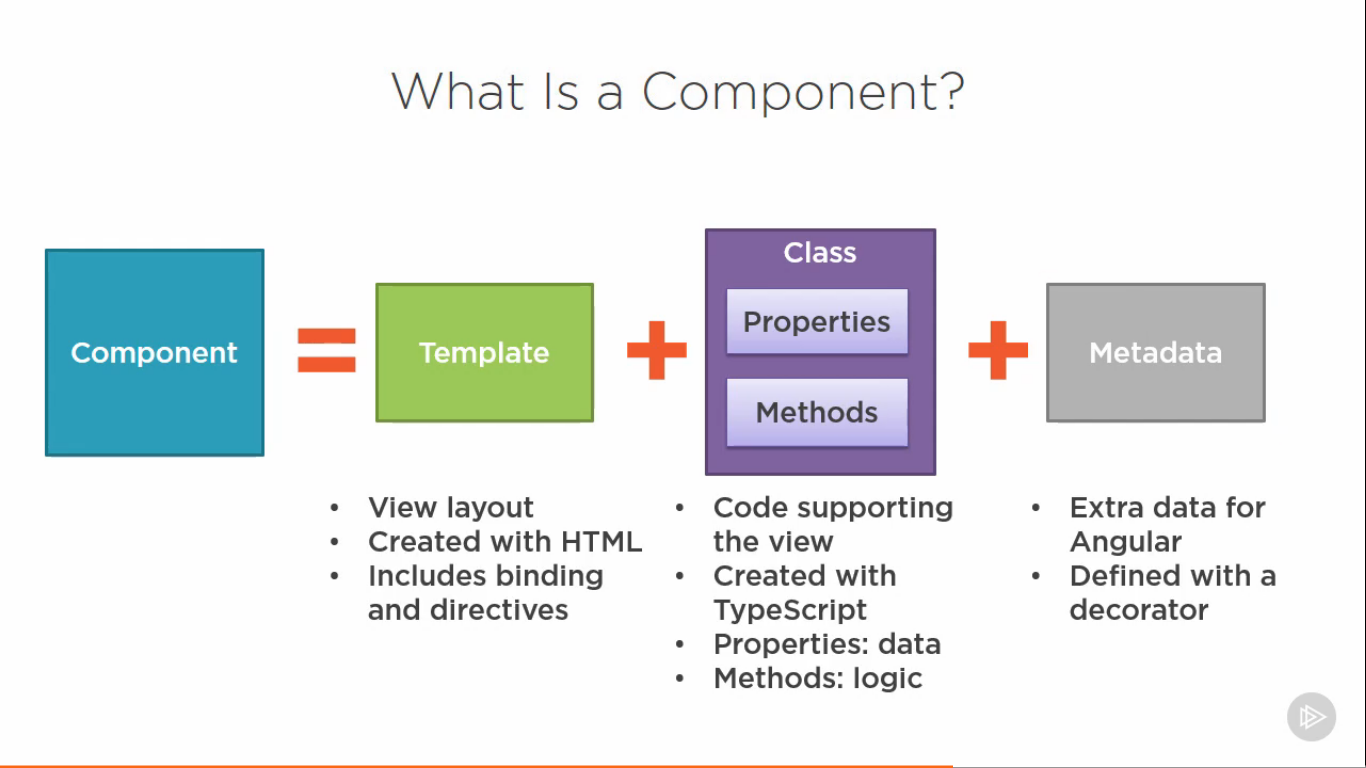 What Is a Component?
Component
Template
Class
Properties
Methods
Metadata
• View layout
• Created with HTML
• Includes binding
and directives
• Code supporting
the view
• Created with
TypeScript
• Properties: data
• Methods: logic
• Extra data for
Angular
• Defined with a
decorator